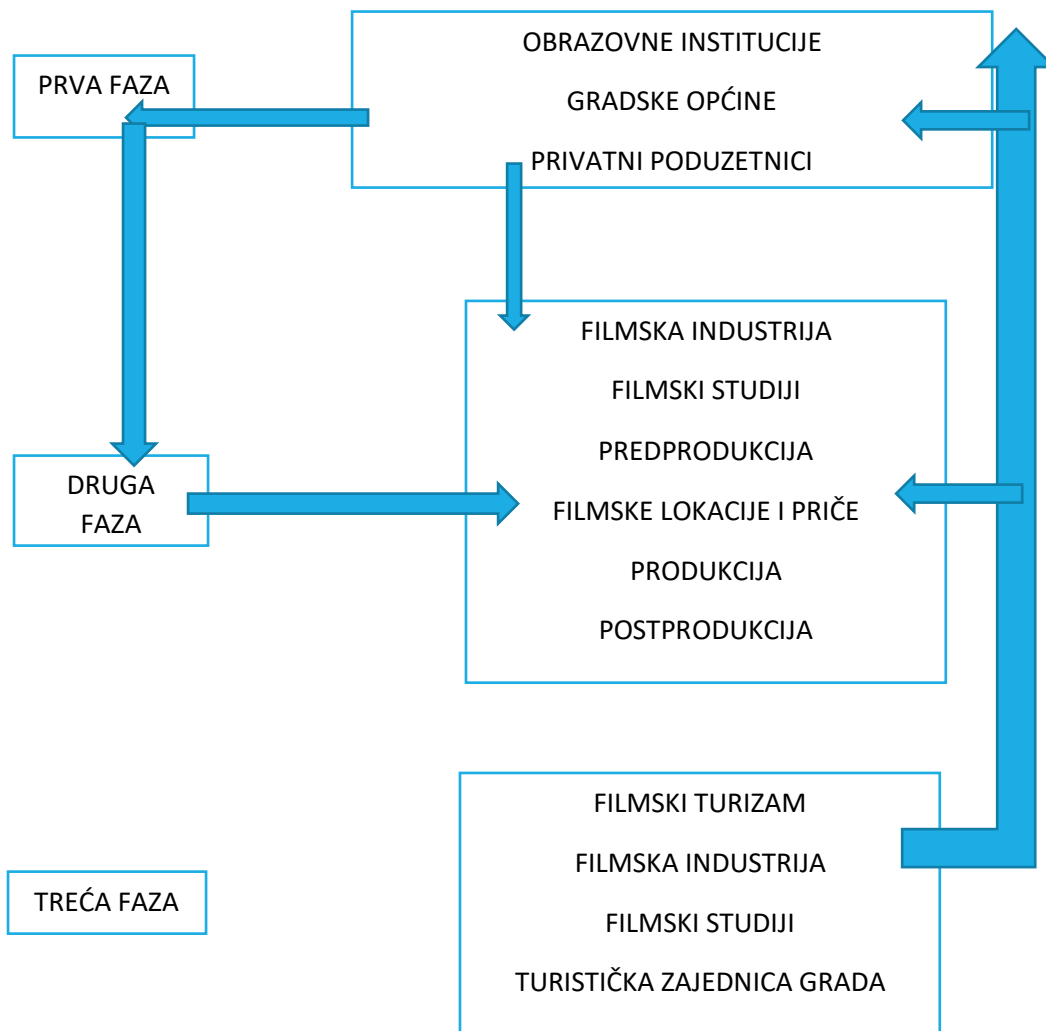 OBRAZOVNE INSTITUCIJE
GRADSKE OPĆINE
PRIVATNI PODUZETNICI
PRVA FAZA
FILMSKA INDUSTRIJA
FILMSKI STUDIJI
PREDPRODUKCIJA
FILMSKE LOKACIJE I PRIČE
PRODUKCIJA
POSTPRODUKCIJA
DRUGA
FAZA
FILMSKI TURIZAM
FILMSKA INDUSTRIJA
FILMSKI STUDIJI
TURISTIČKA ZAJEDNICA GRADA
TREĆA FAZA